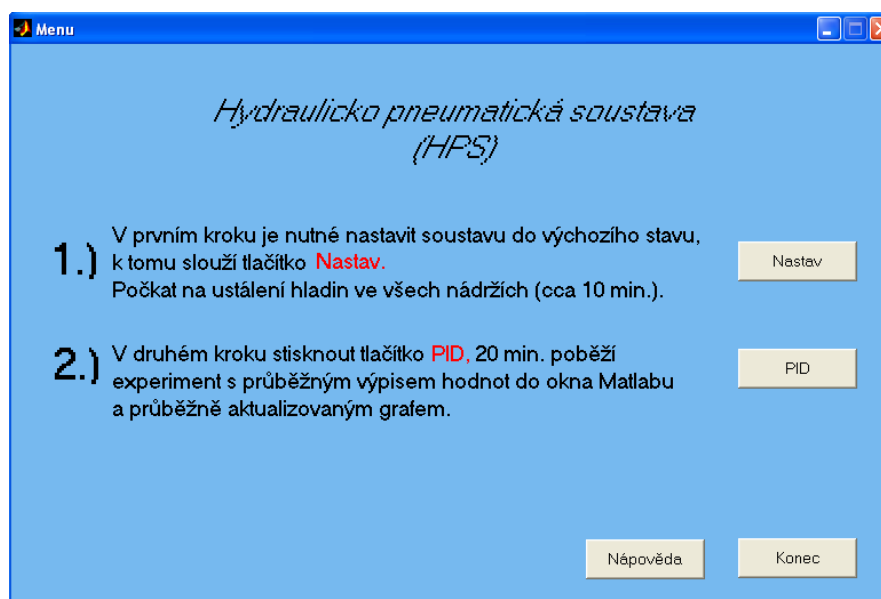 Menu
Hydraulicko pneumatická soustava
(HPS)
1.)
V prvním kroku je nutné nastavit soustavu do výchozího stavu,
k tomu slouží tlačítko Nastav.
Počkat na ustálení hladin ve všech nádržích (cca 10 min.).
Nastav
2.)
V druhém kroku stisknout tlačítko PID, 20 min. poběží
experiment s průběžným výpisem hodnot do okna Matlabu
a průběžně aktualizovaným grafem.
PID
Nápověda
Konec